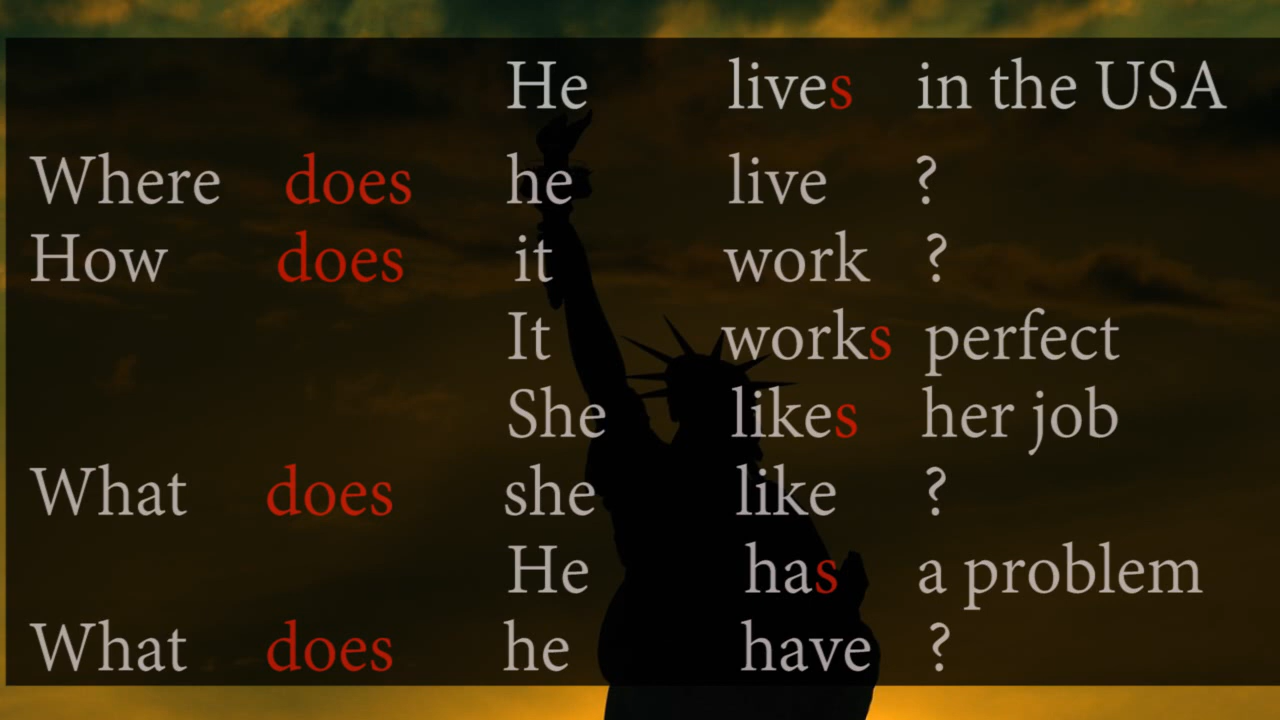 He lives in the USA
Where does he live ?
How does it work ?
It works perfect
She likes her job
What does she like ?
He has a problem
What does he have ?